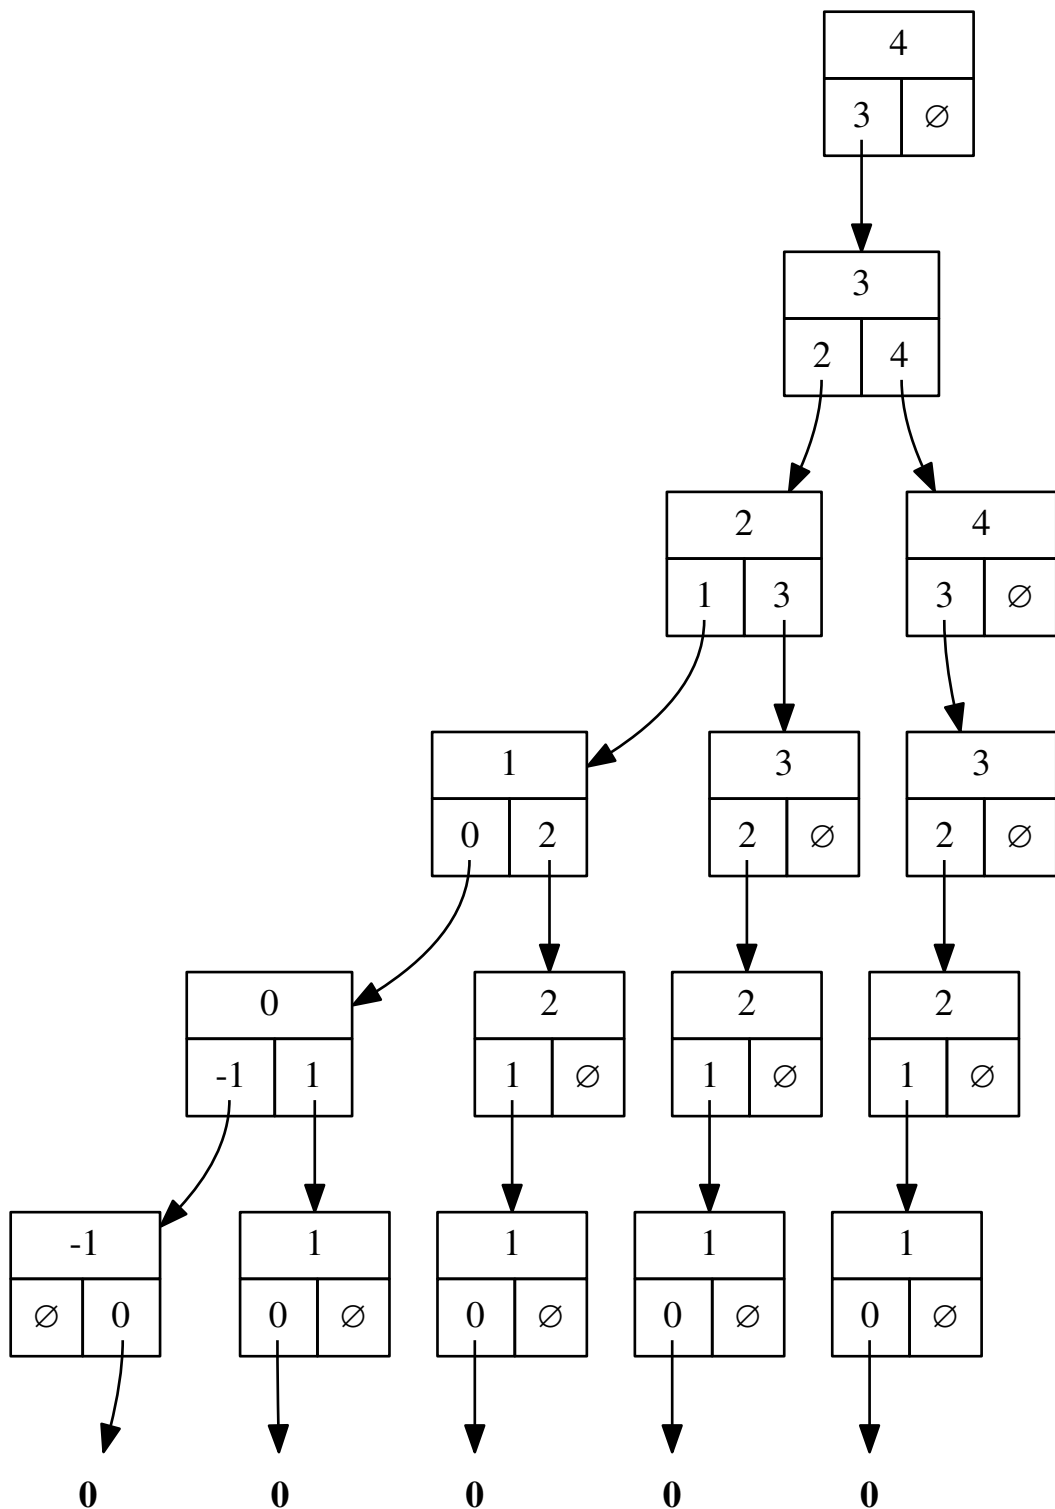 4
3 ∅
3
2 4
2 4
1 3 3 ∅
1 3 3
0 2 2 ∅ 2 ∅
0 2 2 2
-1 1 1 ∅ 1 ∅ 1 ∅
-1 1 1 1 1
∅ 0 0 ∅ 0 ∅ 0 ∅ 0 ∅
0 0 0 0 0